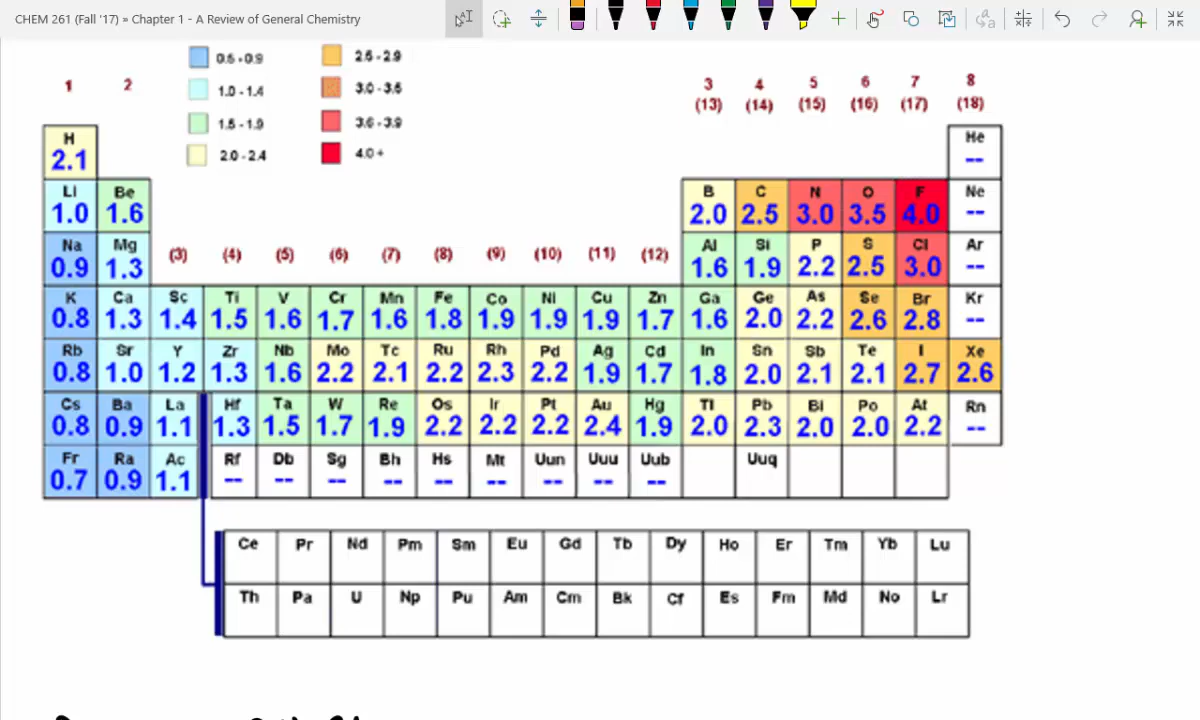 CHEM 261 (Fall '17) » Chapter 1 - A Review of General Chemistry
0.5 - 0.9 2.5 - 2.9
1.0 - 1.4 3.0 - 3.5
1.5 - 1.9 3.6 - 3.9
2.0 - 2.4 4.0 +
1 2 3 4 5 6 7 8
(13) (14) (15) (16) (17) (18)
H He
2.1 --
Li Be B C N O F Ne
1.0 1.6 2.0 2.5 3.0 3.5 4.0 --
Na Mg Al Si P S Cl Ar
(3) (4) (5) (6) (7) (8) (9) (10) (11) (12)
0.9 1.3 1.6 1.9 2.2 2.5 3.0 --
K Ca Sc Ti V Cr Mn Fe Co Ni Cu Zn Ga Ge As Se Br Kr
0.8 1.3 1.4 1.5 1.6 1.7 1.6 1.8 1.9 1.9 1.9 1.7 1.6 2.0 2.2 2.6 2.8 --
Rb Sr Y Zr Nb Mo Tc Ru Rh Pd Ag Cd In Sn Sb Te I Xe
0.8 1.0 1.2 1.3 1.6 2.2 2.1 2.2 2.3 2.2 1.9 1.7 1.8 2.0 2.1 2.1 2.7 2.6
Cs Ba La Hf Ta W Re Os Ir Pt Au Hg Tl Pb Bi Po At Rn
0.8 0.9 1.1 1.3 1.5 1.7 1.9 2.2 2.2 2.2 2.4 1.9 2.0 2.3 2.0 2.0 2.2 --
Fr Ra Ac Rf Db Sg Bh Hs Mt Uun Uuu Uub Uuq
0.7 0.9 1.1 -- -- -- -- -- -- -- -- --
Ce Pr Nd Pm Sm Eu Gd Tb Dy Ho Er Tm Yb Lu
Th Pa U Np Pu Am Cm Bk Cf Es Fm Md No Lr